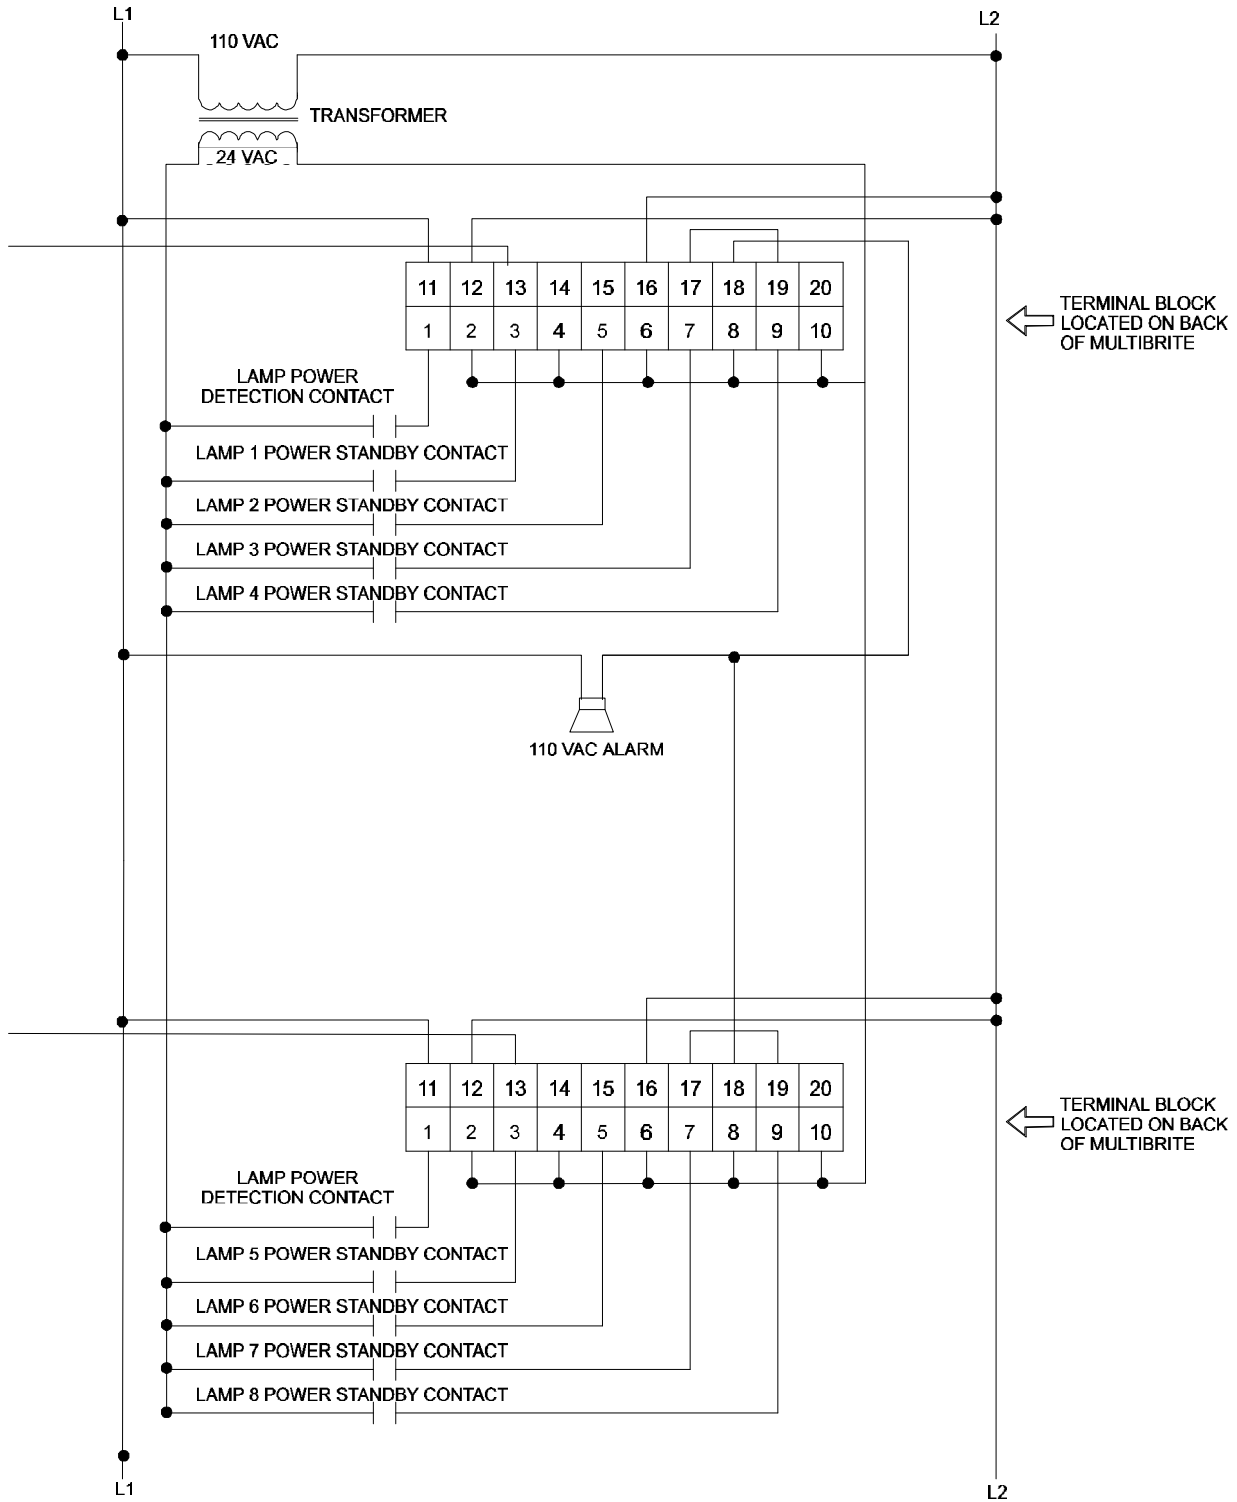 L1
L2
110 VAC
TRANSFORMER
24 VAC
11 12 13 14 15 16 17 18 19 20
1 2 3 4 5 6 7 8 9 10
TERMINAL BLOCK
LOCATED ON BACK
OF MULTIBRITE
LAMP POWER
DETECTION CONTACT
LAMP 1 POWER STANDBY CONTACT
LAMP 2 POWER STANDBY CONTACT
LAMP 3 POWER STANDBY CONTACT
LAMP 4 POWER STANDBY CONTACT
110 VAC ALARM
11 12 13 14 15 16 17 18 19 20
1 2 3 4 5 6 7 8 9 10
TERMINAL BLOCK
LOCATED ON BACK
OF MULTIBRITE
LAMP POWER
DETECTION CONTACT
LAMP 5 POWER STANDBY CONTACT
LAMP 6 POWER STANDBY CONTACT
LAMP 7 POWER STANDBY CONTACT
LAMP 8 POWER STANDBY CONTACT
L1
L2